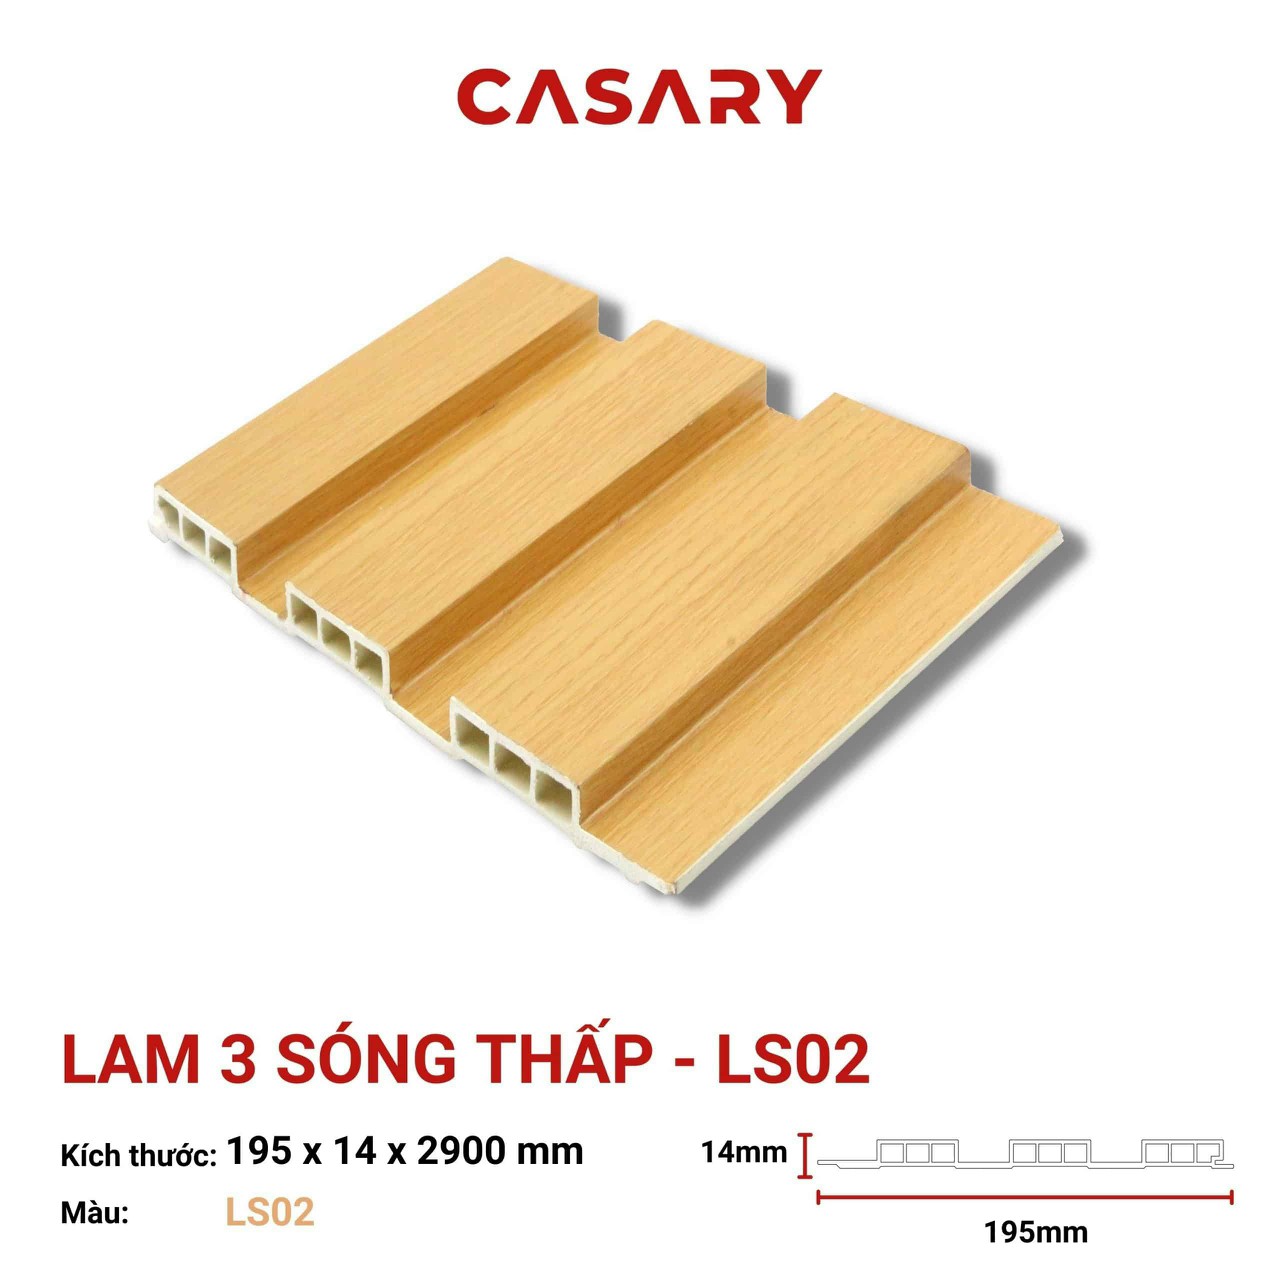 CASARY
LAM 3 SÓNG THẤP - LS02
Kích thước: 195 x 14 x 2900 mm
Màu: LS02
14mm
195mm